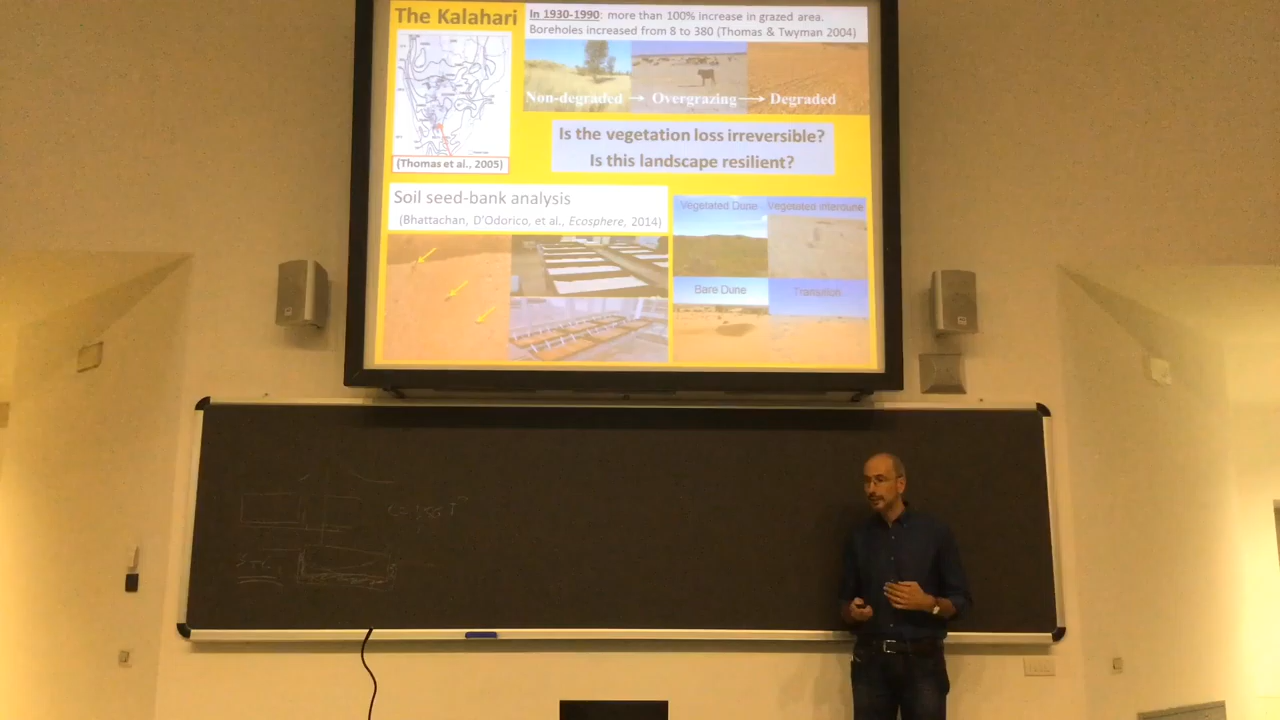 The Kalahari
In 1930-1990: more than 100% increase in grazed area.
Boreholes increased from 8 to 380 (Thomas & Twyman 2004)
Non-degraded → Overgrazing → Degraded
(Thomas et al., 2005)
Is the vegetation loss irreversible?
Is this landscape resilient?
Soil seed-bank analysis
(Bhattachan, D'Odorico, et al., Ecosphere, 2014)
Vegetated Dune
Vegetated Interdune
Bare Dune
Transition